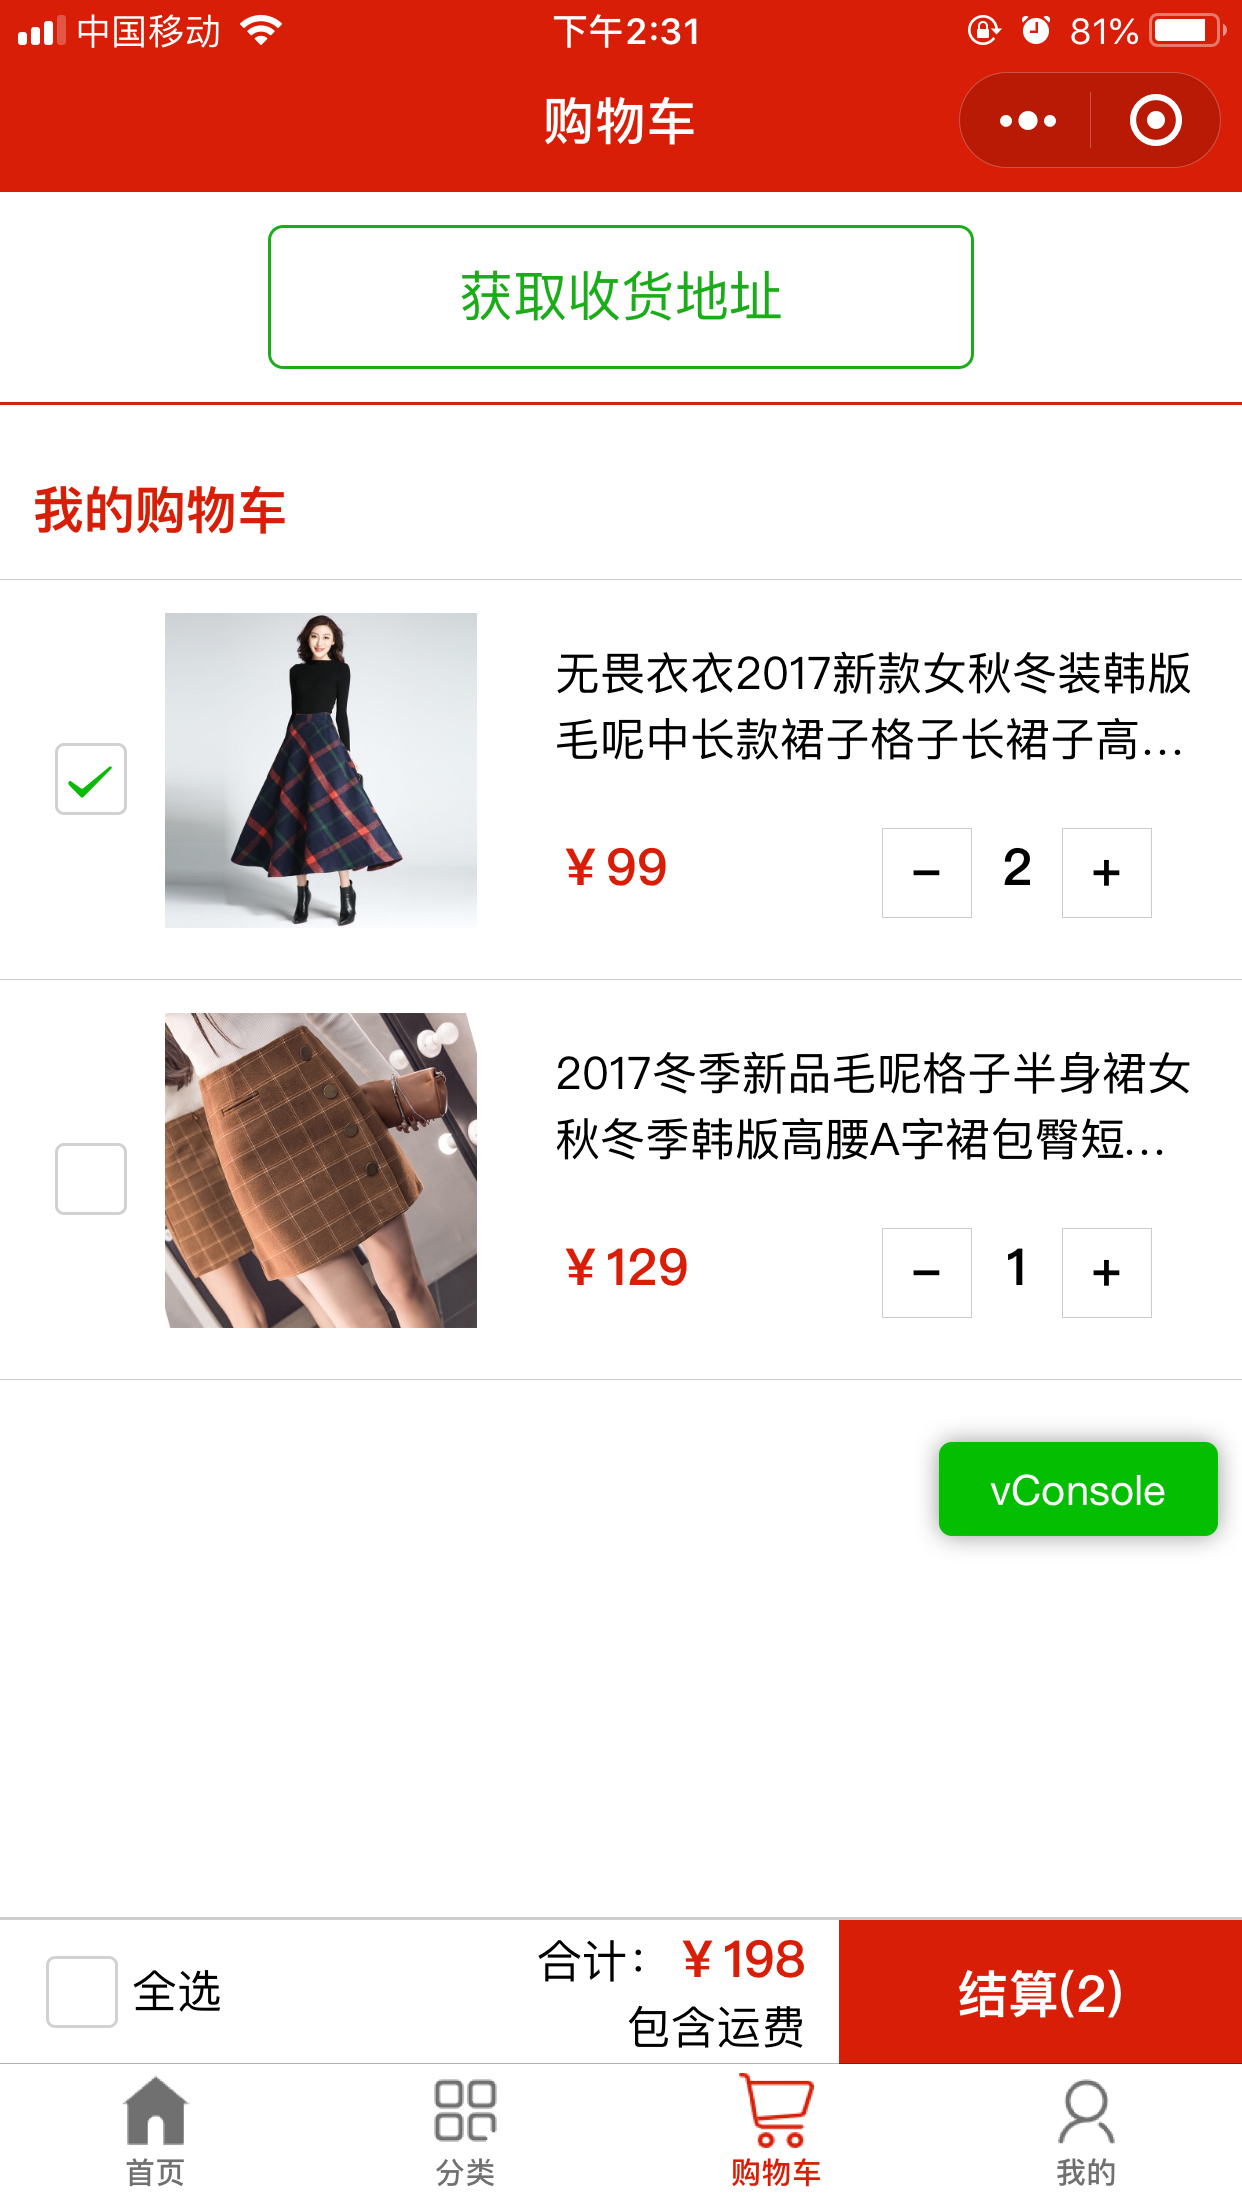 中国移动
下午2:31
81%
购物车
获取收货地址
我的购物车
无畏衣衣2017新款女秋冬装韩版
毛呢中长款裙子格子长裙子高...
¥ 99
− 2 +
2017冬季新品毛呢格子半身裙女
秋冬季韩版高腰A字裙包臀短...
¥ 129
− 1 +
vConsole
全选
合计： ¥ 198
包含运费
结算(2)
首页
分类
购物车
我的